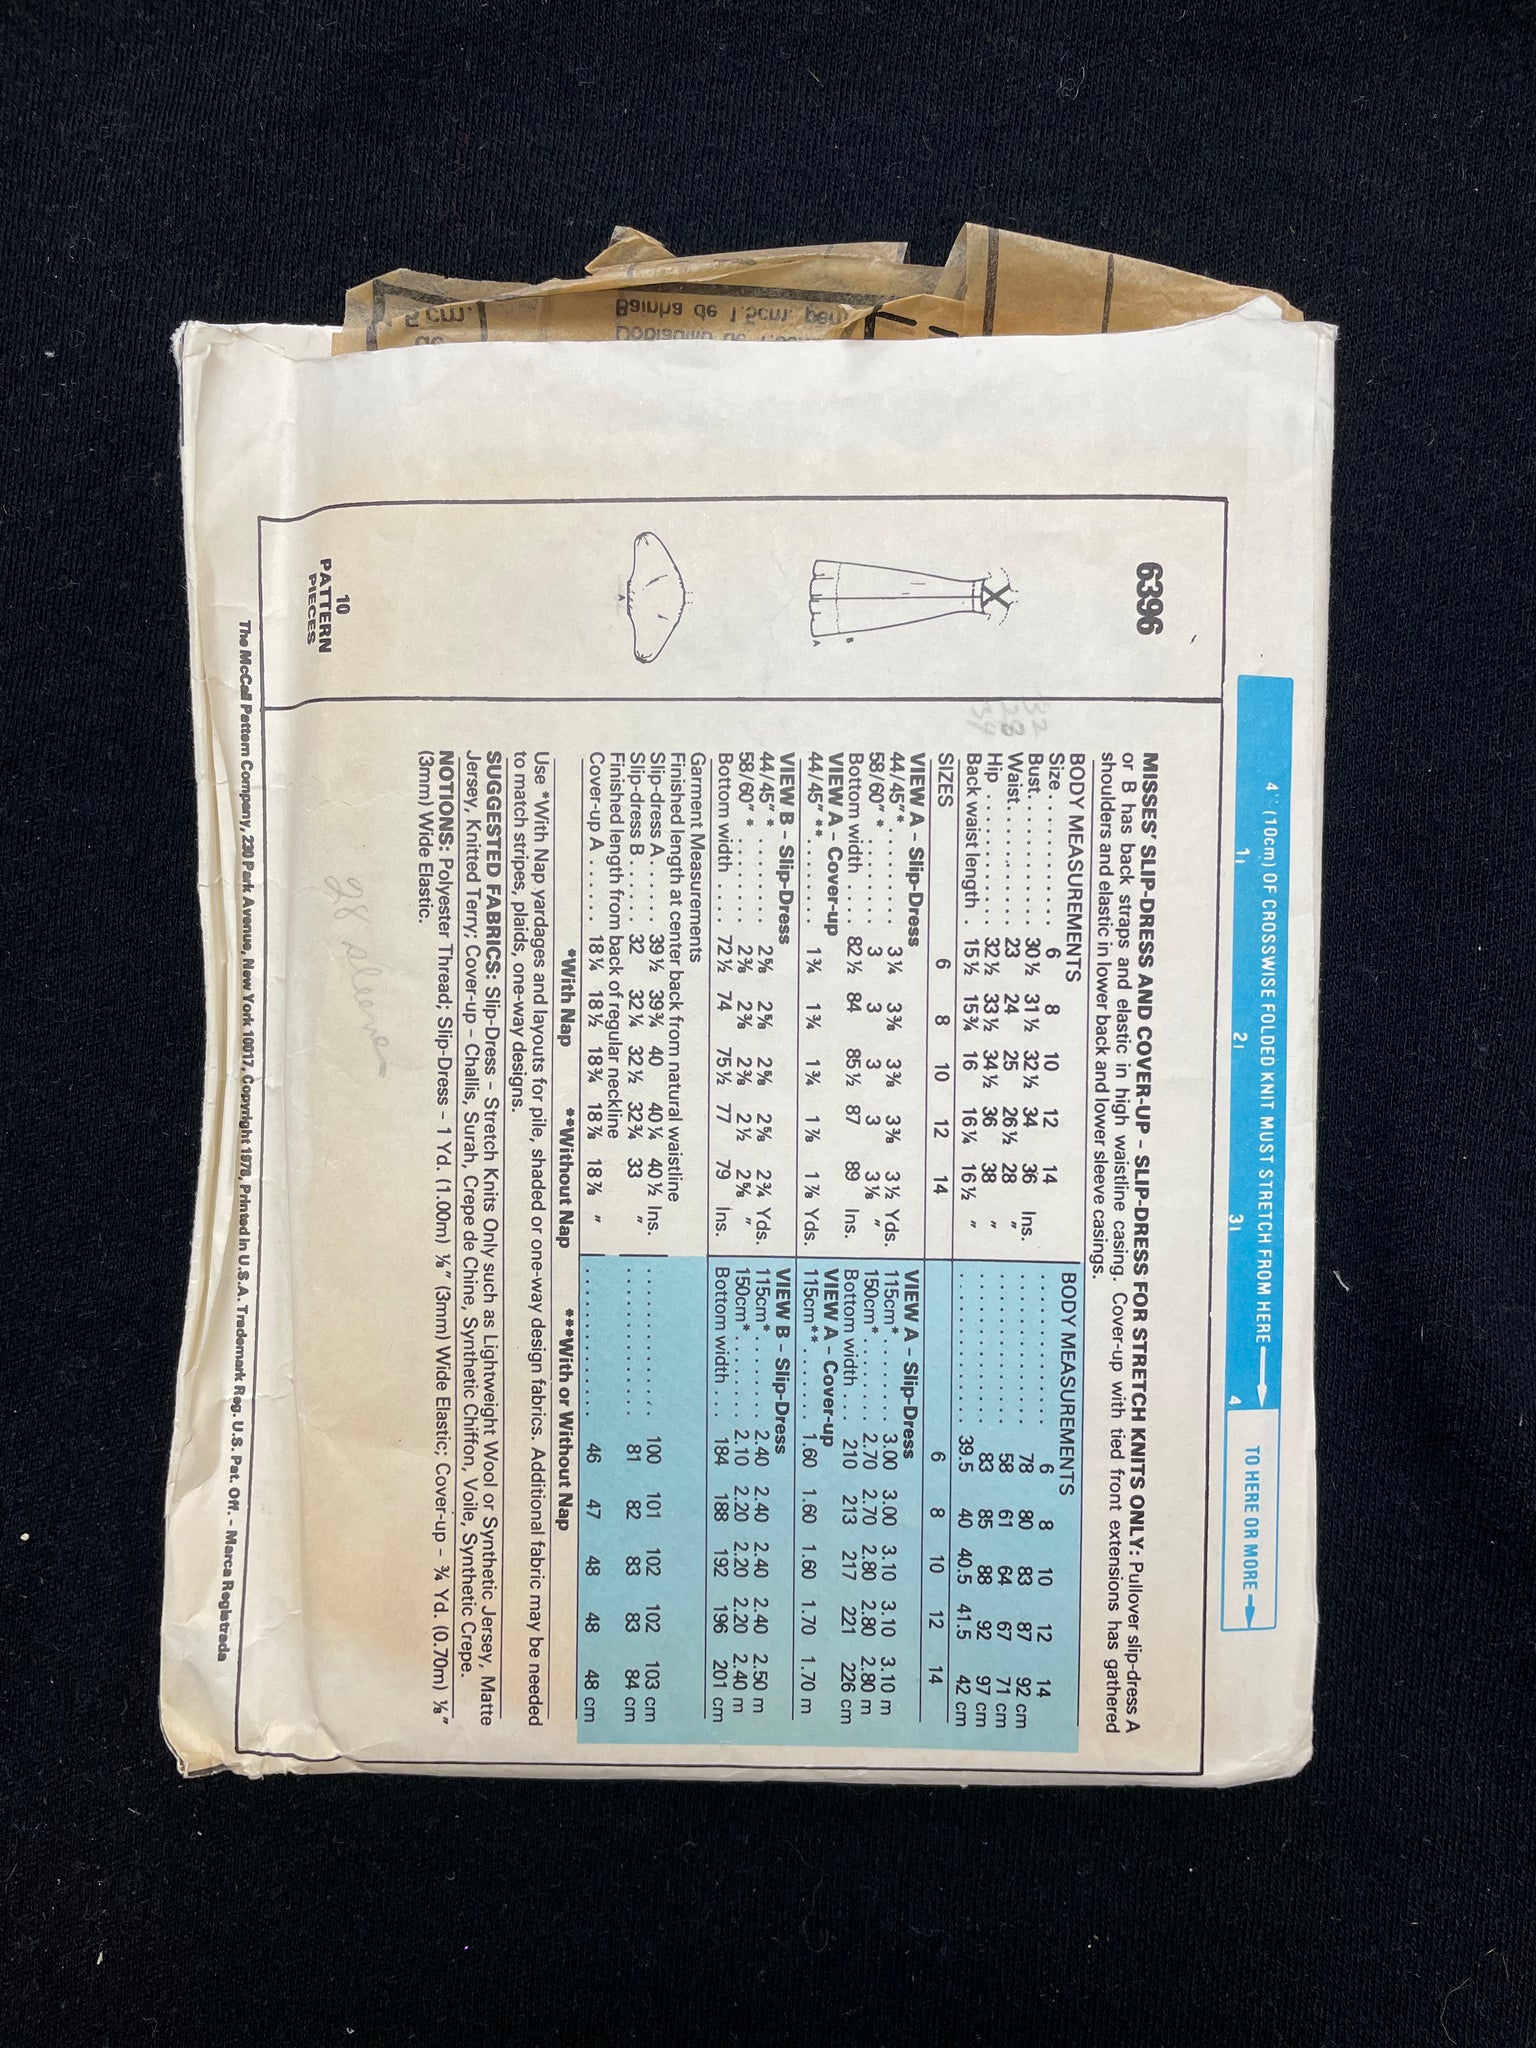 4" (10cm) OF CROSSWISE FOLDED KNIT MUST STRETCH FROM HERE
TO HERE OR MORE
1 2 3 4
6396
10
PATTERN
PIECES
A
B
A
MISSES' SLIP-DRESS AND COVER-UP – SLIP-DRESS FOR STRETCH KNITS ONLY: Pullover slip-dress A
or B has back straps and elastic in high waistline casing. Cover-up with tied front extensions has gathered
shoulders and elastic in lower back and lower sleeve casings.
BODY MEASUREMENTS BODY MEASUREMENTS
Size 6 8 10 12 14 6 8 10 12 14
Bust 30½ 31½ 32½ 34 36 Ins. 78 80 83 87 92 cm
Waist 23 24 25 26½ 28 " 58 61 64 67 71 cm
Hip 32½ 33½ 34½ 36 38 " 83 85 88 92 97 cm
Back waist length 15½ 15¾ 16 16¼ 16½ " 39.5 40 40.5 41.5 42 cm
32
28
34
SIZES 6 8 10 12 14 6 8 10 12 14
VIEW A – Slip-Dress VIEW A – Slip-Dress
44/45"* 3¼ 3⅜ 3⅜ 3⅜ 3½ Yds. 115cm* 3.00 3.00 3.10 3.10 3.10 m
58/60"* 3 3 3 3 3⅛ " 150cm* 2.70 2.70 2.80 2.80 2.80 m
Bottom width 82½ 84 85½ 87 89 Ins. Bottom width 210 213 217 221 226 cm
VIEW A – Cover-up VIEW A – Cover-up
44/45"** 1¾ 1¾ 1¾ 1⅞ 1⅞ Yds. 115cm** 1.60 1.60 1.60 1.70 1.70 m
VIEW B – Slip-Dress VIEW B – Slip-Dress
44/45"* 2⅝ 2⅝ 2⅝ 2⅝ 2¾ Yds. 115cm* 2.40 2.40 2.40 2.40 2.50 m
58/60"* 2⅜ 2⅜ 2⅜ 2½ 2⅝ " 150cm* 2.10 2.20 2.20 2.20 2.40 m
Bottom width 72½ 74 75½ 77 79 Ins. Bottom width 184 188 192 196 201 cm
Garment Measurements
Finished length at center back from natural waistline
Slip-dress A 39½ 39¾ 40 40¼ 40½ Ins. 100 101 102 102 103 cm
Slip-dress B 32 32¼ 32½ 32¾ 33 " 81 82 83 83 84 cm
Finished length from back of regular neckline
Cover-up A 18¼ 18½ 18¾ 18⅞ 18⅞ " 46 47 48 48 48 cm
*With Nap **Without Nap ***With or Without Nap
Use *With Nap yardages and layouts for pile, shaded or one-way design fabrics. Additional fabric may be needed
to match stripes, plaids, one-way designs.
SUGGESTED FABRICS: Slip-Dress – Stretch Knits Only such as Lightweight Wool or Synthetic Jersey, Matte
Jersey, Knitted Terry; Cover-up – Challis, Surah, Crepe de Chine, Synthetic Chiffon, Voile, Synthetic Crepe.
NOTIONS: Polyester Thread; Slip-Dress – 1 Yd. (1.00m) ⅛" (3mm) Wide Elastic; Cover-up – ¾ Yd. (0.70m) ⅛"
(3mm) Wide Elastic.
28 sleeve
The McCall Pattern Company, 230 Park Avenue, New York 10017, Copyright 1978, Printed in U.S.A. Trademark Reg. U.S. Pat. Off. – Marca Registrada
Bainha de 1.5cm.
cm.
de